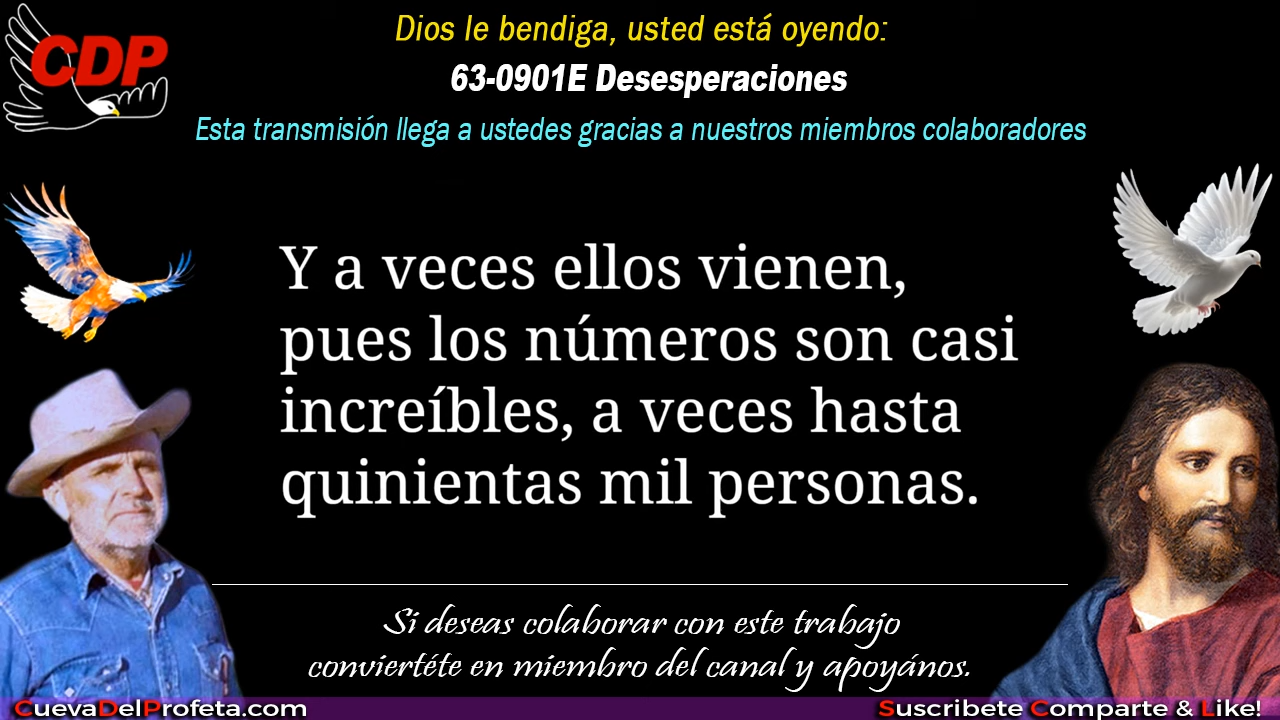 CDP
Dios le bendiga, usted está oyendo:
63-0901E Desesperaciones
Esta transmisión llega a ustedes gracias a nuestros miembros colaboradores
Y a veces ellos vienen,
pues los números son casi
increíbles, a veces hasta
quinientas mil personas.
Si deseas colaborar con este trabajo
conviertéte en miembro del canal y apoyános.
CuevaDelProfeta.com
Suscribete Comparte & Like!